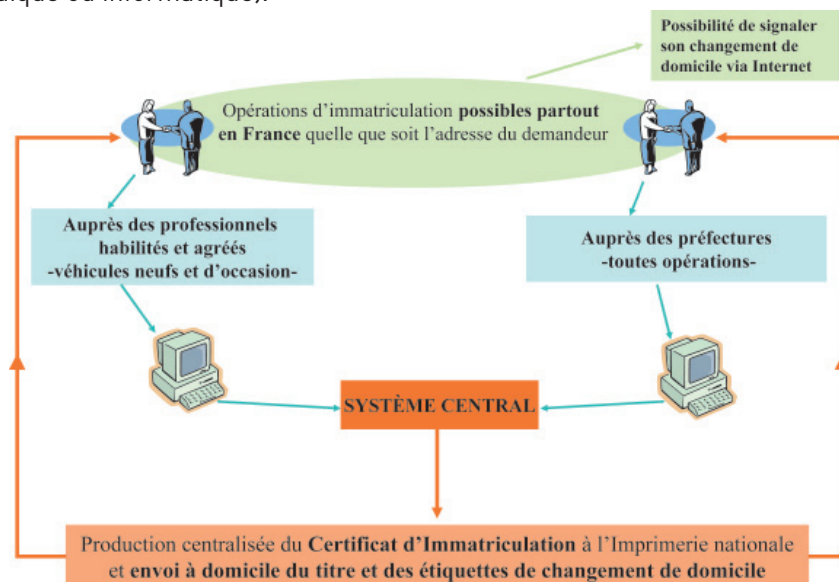 Possibilité de signaler
son changement de
domicile via Internet
Opérations d'immatriculation possibles partout
en France quelle que soit l'adresse du demandeur
Auprès des professionnels
habilités et agréés
-véhicules neufs et d'occasion-
Auprès des préfectures
-toutes opérations-
SYSTÈME CENTRAL
Production centralisée du Certificat d'Immatriculation à l'Imprimerie nationale
et envoi à domicile du titre et des étiquettes de changement de domicile